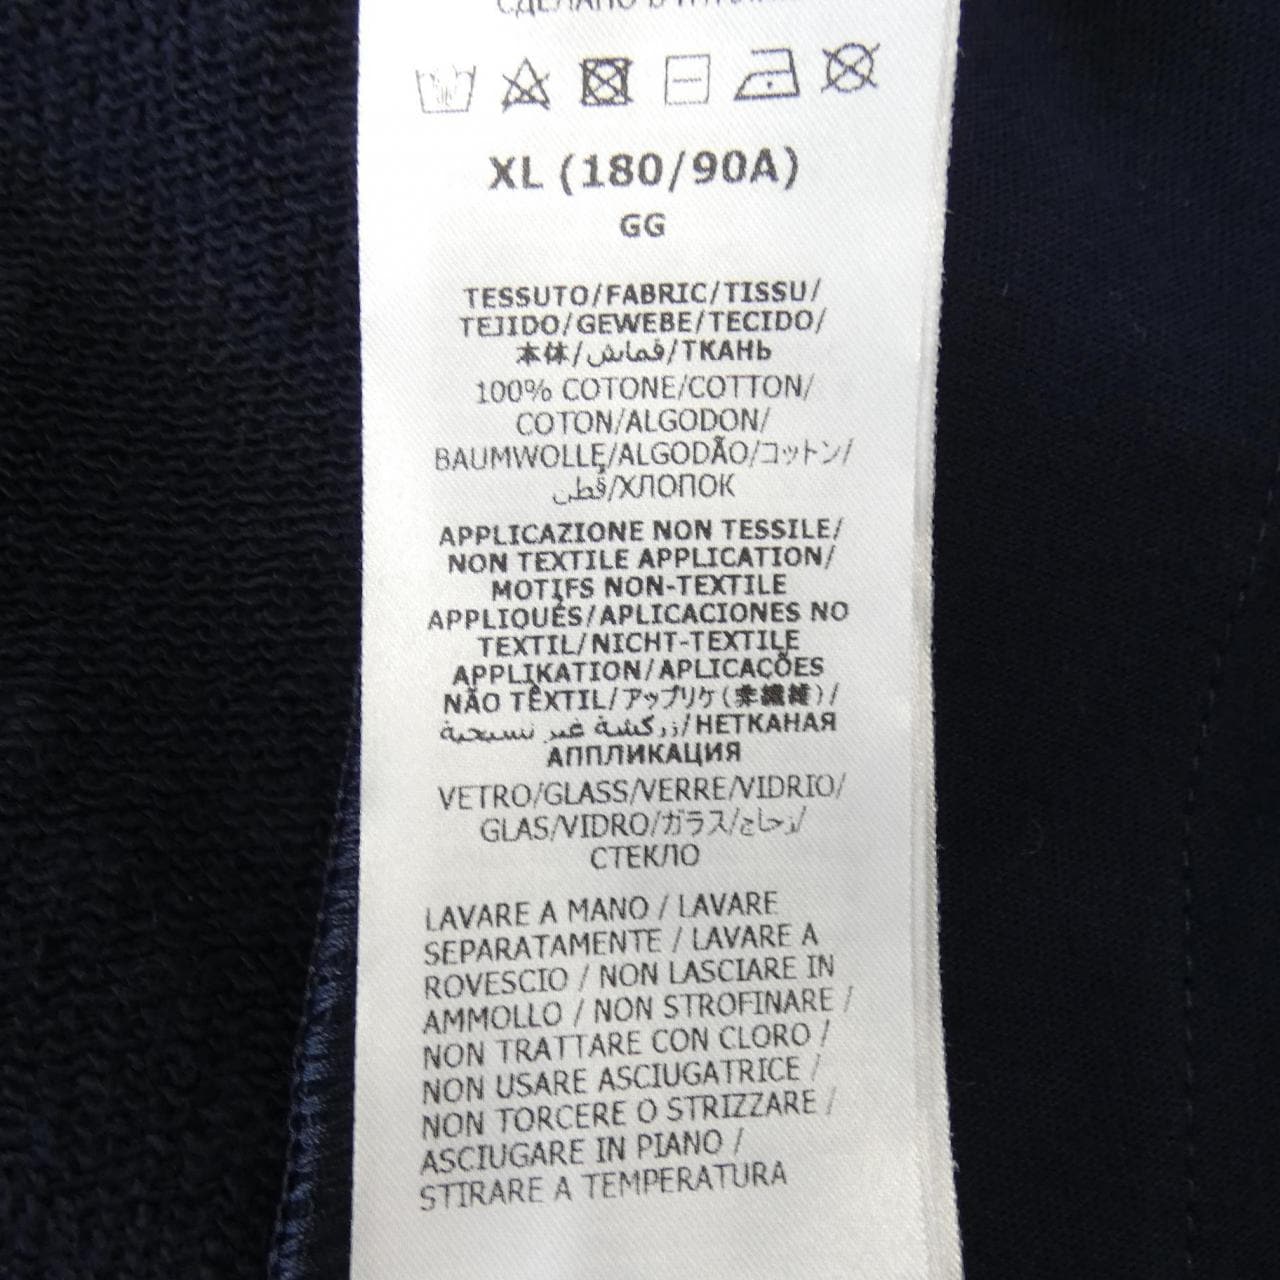 СДЕЛАНО В ИТАЛИИ
XL (180/90A)
GG
TESSUTO/FABRIC/TISSU/
TEJIDO/GEWEBE/TECIDO/
本体/قماش/ТКАНЬ
100% COTONE/COTTON/
COTON/ALGODON/
BAUMWOLLE/ALGODÃO/コットン/
قطن/ХЛОПОК
APPLICAZIONE NON TESSILE/
NON TEXTILE APPLICATION/
MOTIFS NON-TEXTILE
APPLIQUÉS/APLICACIONES NO
TEXTIL/NICHT-TEXTILE
APPLIKATION/APLICAÇÕES
NÃO TÊXTIL/アップリケ(非繊維)/
زركشة غير نسيجية/НЕТКАНАЯ
АППЛИКАЦИЯ
VETRO/GLASS/VERRE/VIDRIO/
GLAS/VIDRO/ガラス/زجاج/
СТЕКЛО
LAVARE A MANO / LAVARE
SEPARATAMENTE / LAVARE A
ROVESCIO / NON LASCIARE IN
AMMOLLO / NON STROFINARE /
NON TRATTARE CON CLORO /
NON USARE ASCIUGATRICE /
NON TORCERE O STRIZZARE /
ASCIUGARE IN PIANO /
STIRARE A TEMPERATURA